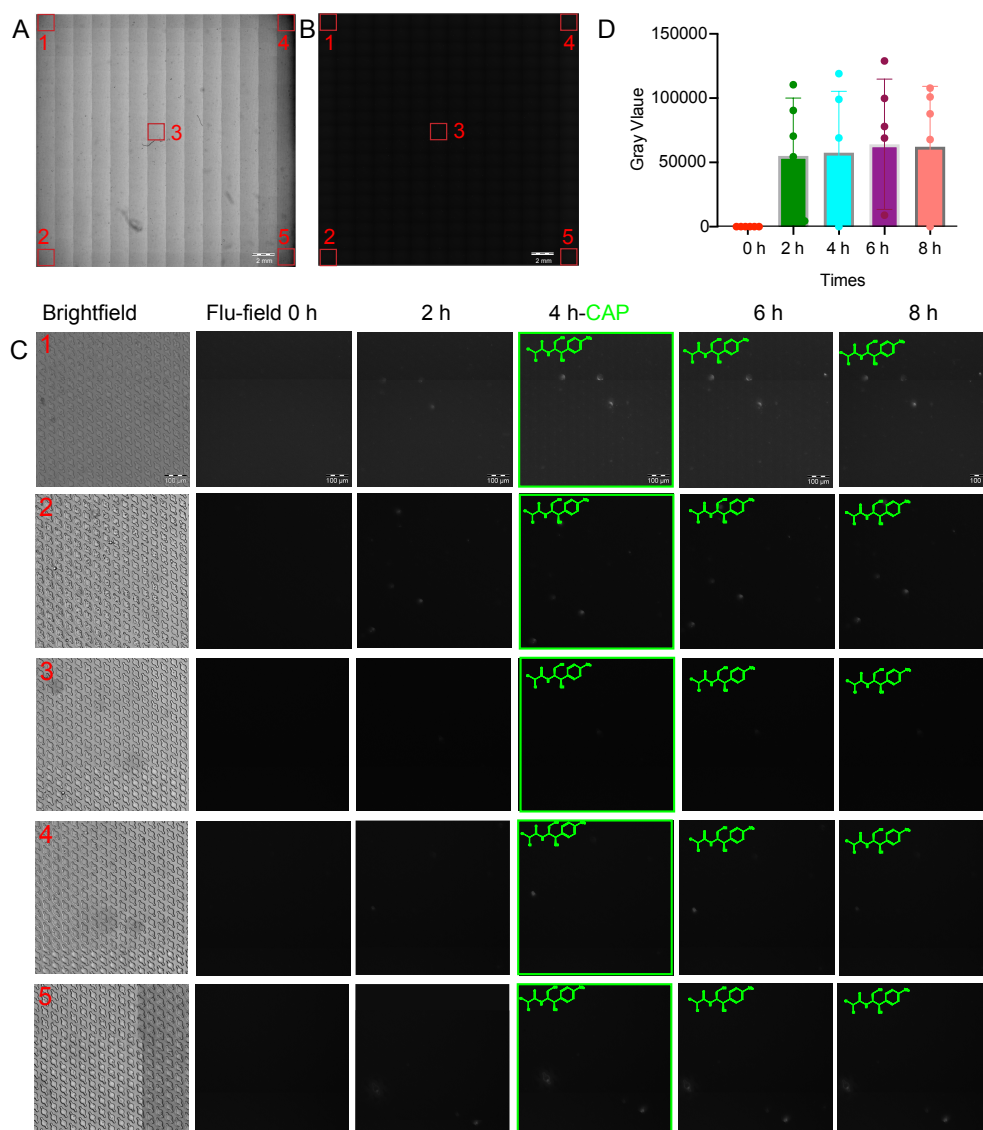 A
1
4
3
2
5
2 mm
B
1
4
3
2
5
2 mm
D
150000
100000
50000
0
Gray Vlaue
0 h
2 h
4 h
6 h
8 h
Times
Brightfield
Flu-field 0 h
2 h
4 h-CAP
6 h
8 h
C
1
100 μm
100 μm
100 μm
100 μm
100 μm
100
2
3
4
5